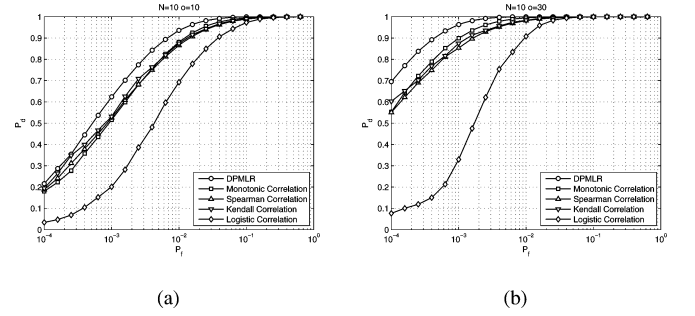 N=10 o=10
1
0.9
0.8
0.7
0.6
0.5
0.4
0.3
0.2
0.1
0
P_d
DPMLR
Monotonic Correlation
Spearman Correlation
Kendall Correlation
Logistic Correlation
10^-4
10^-3
10^-2
10^-1
10^0
P_f
(a)
N=10 o=30
1
0.9
0.8
0.7
0.6
0.5
0.4
0.3
0.2
0.1
0
P_d
DPMLR
Monotonic Correlation
Spearman Correlation
Kendall Correlation
Logistic Correlation
10^-4
10^-3
10^-2
10^-1
10^0
P_f
(b)